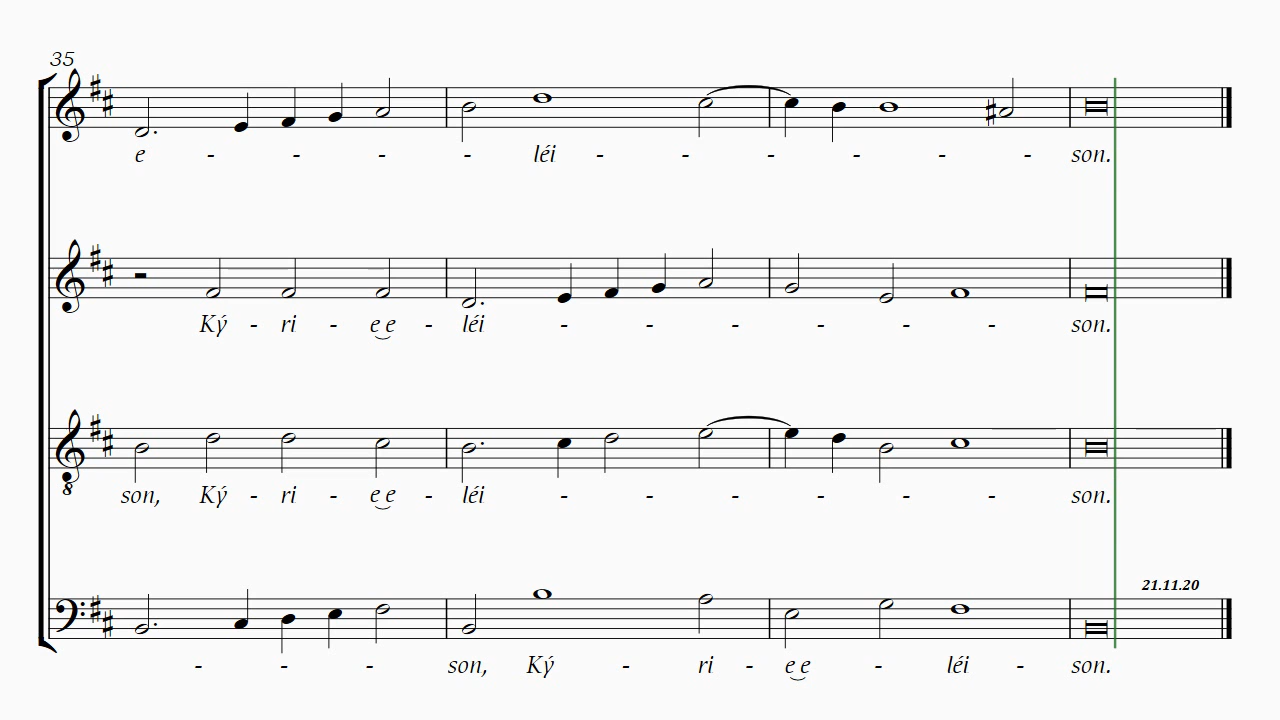 35
e - - - - léi - - - - - - son.
Ký - ri - e e - léi - - - - - - son.
8
son, Ký - ri - e e - léi - - - - - - son.
21.11.20
- - - son, Ký - ri - e e - léi - son.